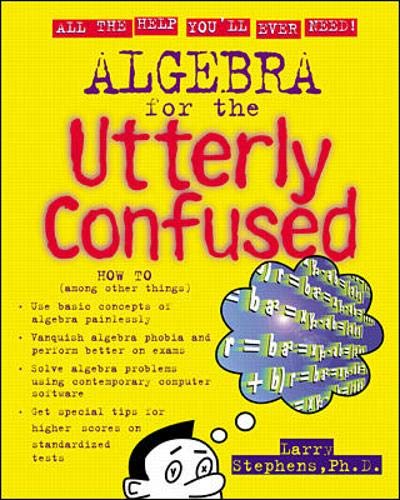 ALL THE HELP YOU'LL EVER NEED!
ALGEBRA
for the
Utterly
Confused
HOW TO
(among other things)
• Use basic concepts of
algebra painlessly
• Vanquish algebra phobia and
perform better on exams
• Solve algebra problems
using contemporary computer
software
• Get special tips for
higher scores on
standardized
tests
y x
Larry
Stephens, Ph.D.